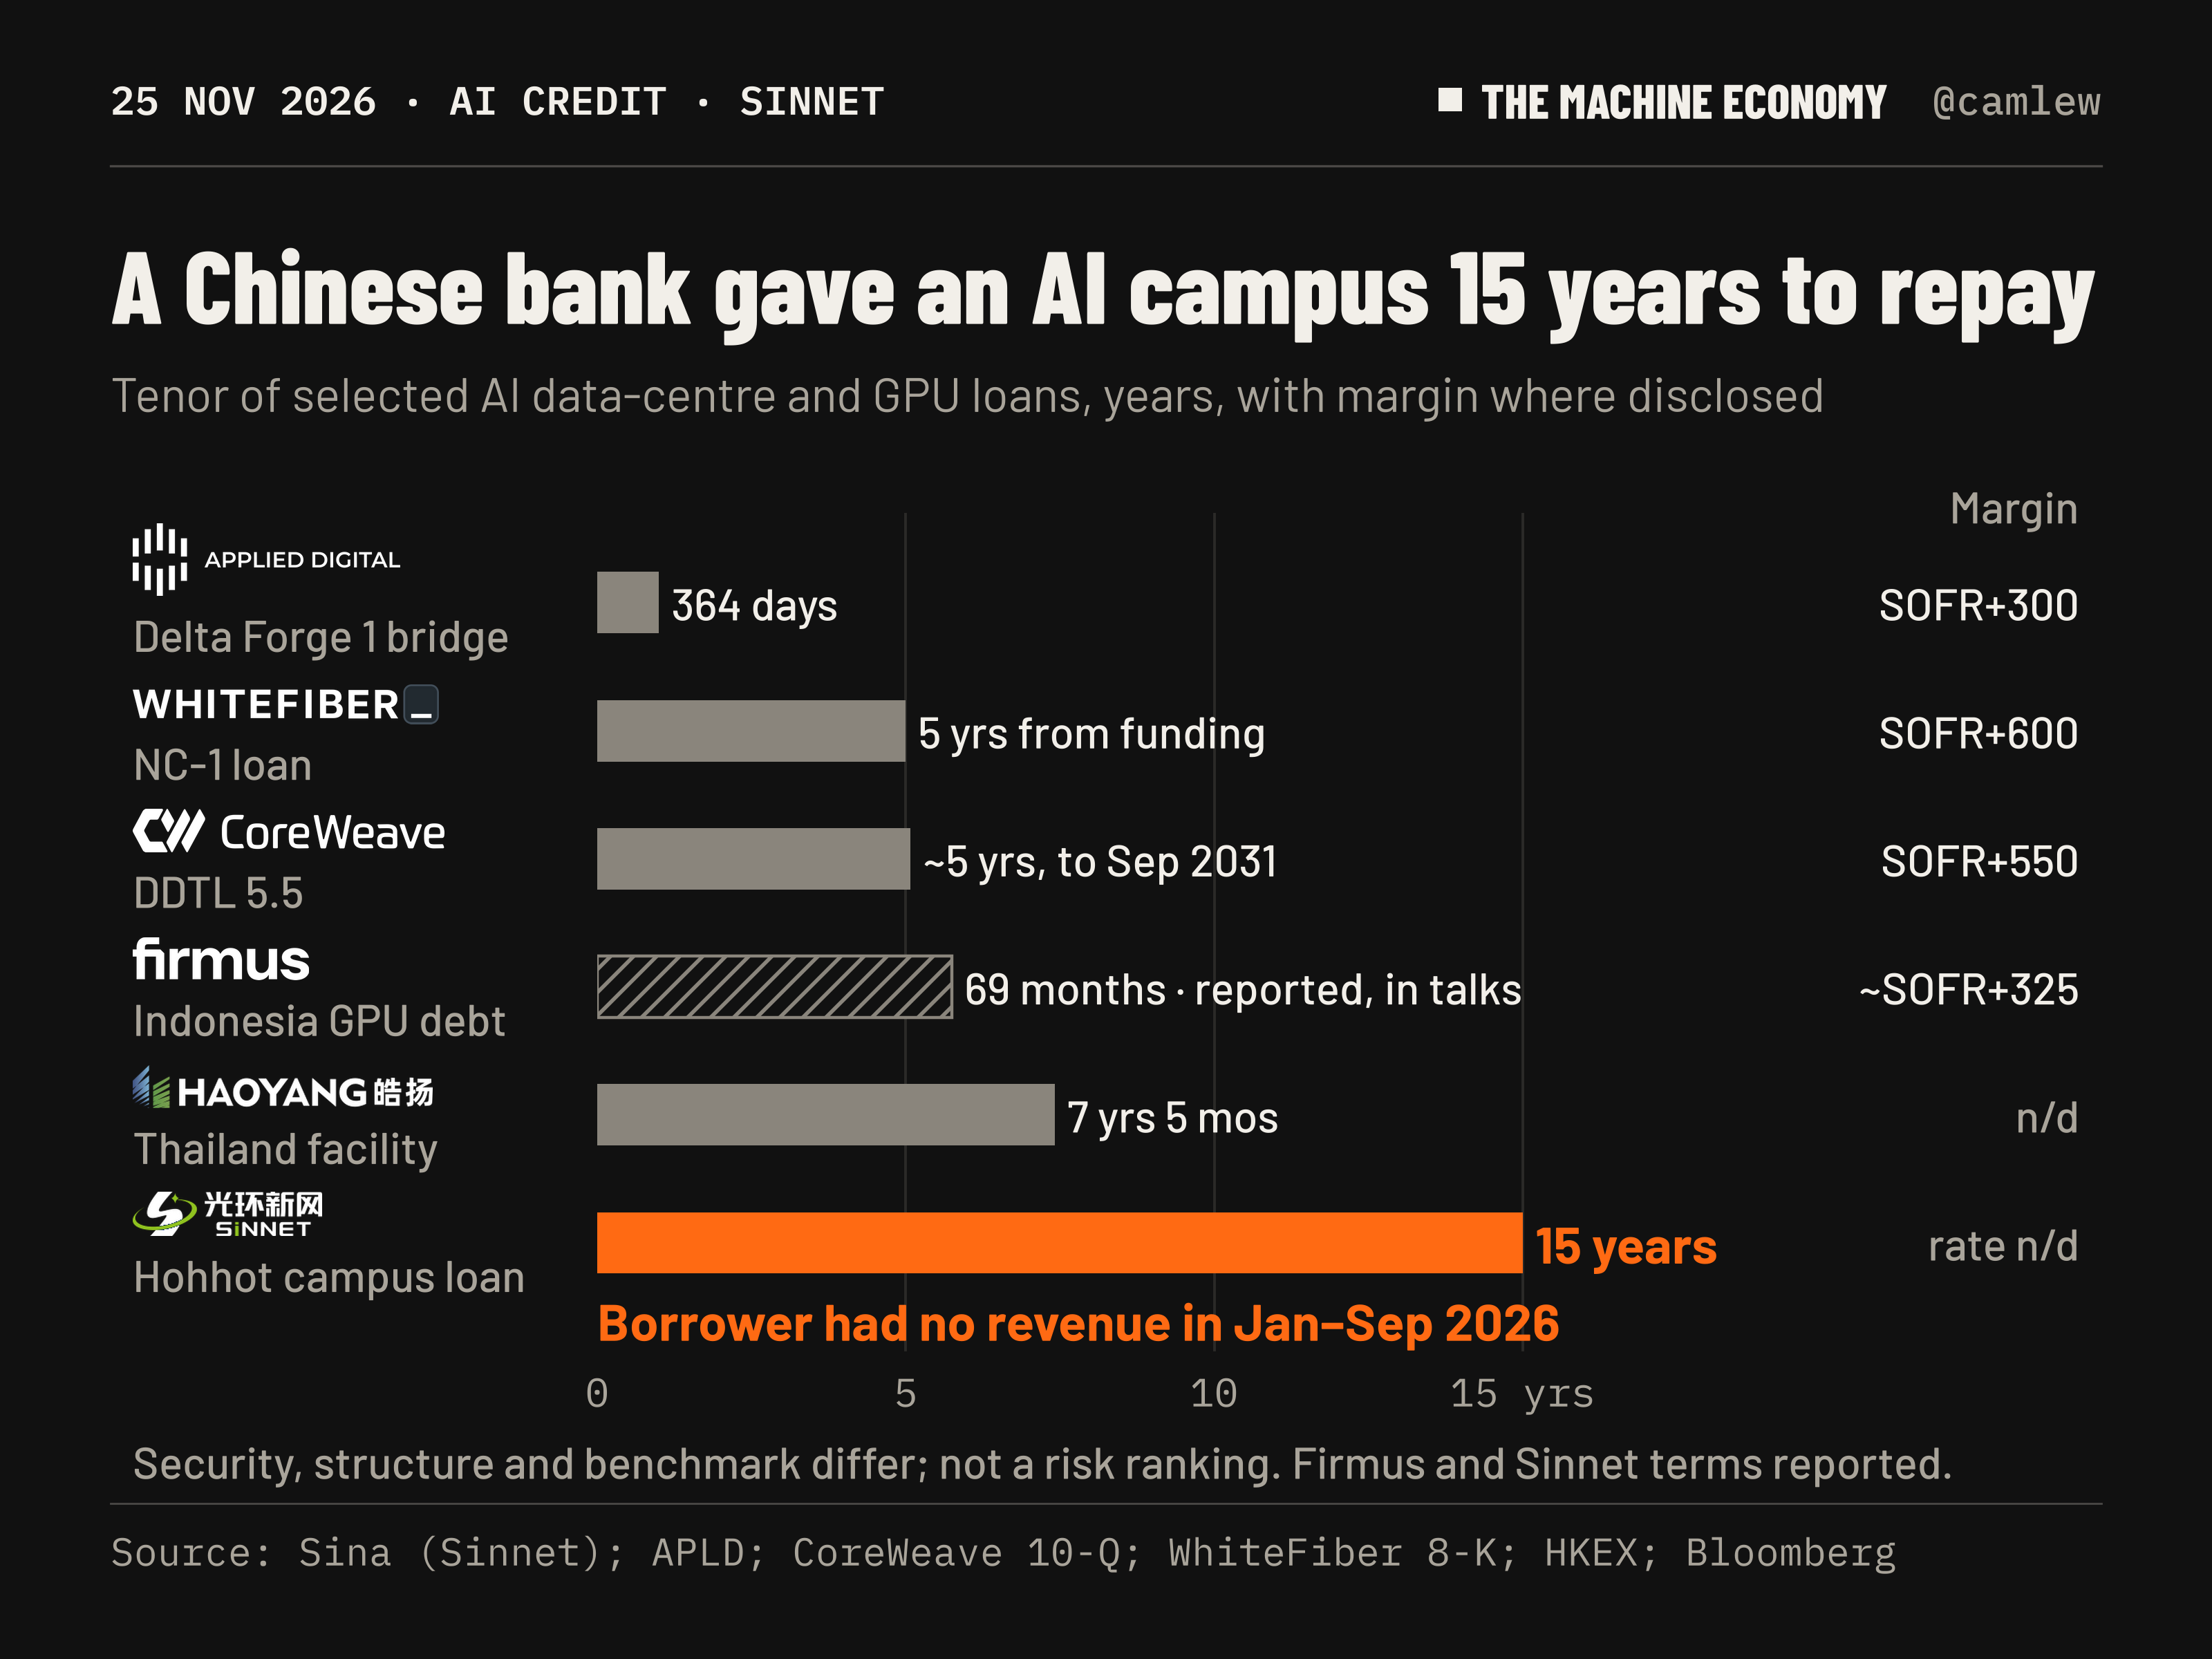 25 NOV 2026 · AI CREDIT · SINNET
THE MACHINE ECONOMY @camlew
A Chinese bank gave an AI campus 15 years to repay
Tenor of selected AI data-centre and GPU loans, years, with margin where disclosed
Margin
APPLIED DIGITAL
Delta Forge 1 bridge
364 days
SOFR+300
WHITEFIBER_
NC-1 loan
5 yrs from funding
SOFR+600
CoreWeave
DDTL 5.5
~5 yrs, to Sep 2031
SOFR+550
firmus
Indonesia GPU debt
69 months · reported, in talks
~SOFR+325
HAOYANG 皓扬
Thailand facility
7 yrs 5 mos
n/d
光环新网
SiNNET
Hohhot campus loan
15 years
rate n/d
Borrower had no revenue in Jan–Sep 2026
0 5 10 15 yrs
Security, structure and benchmark differ; not a risk ranking. Firmus and Sinnet terms reported.
Source: Sina (Sinnet); APLD; CoreWeave 10-Q; WhiteFiber 8-K; HKEX; Bloomberg